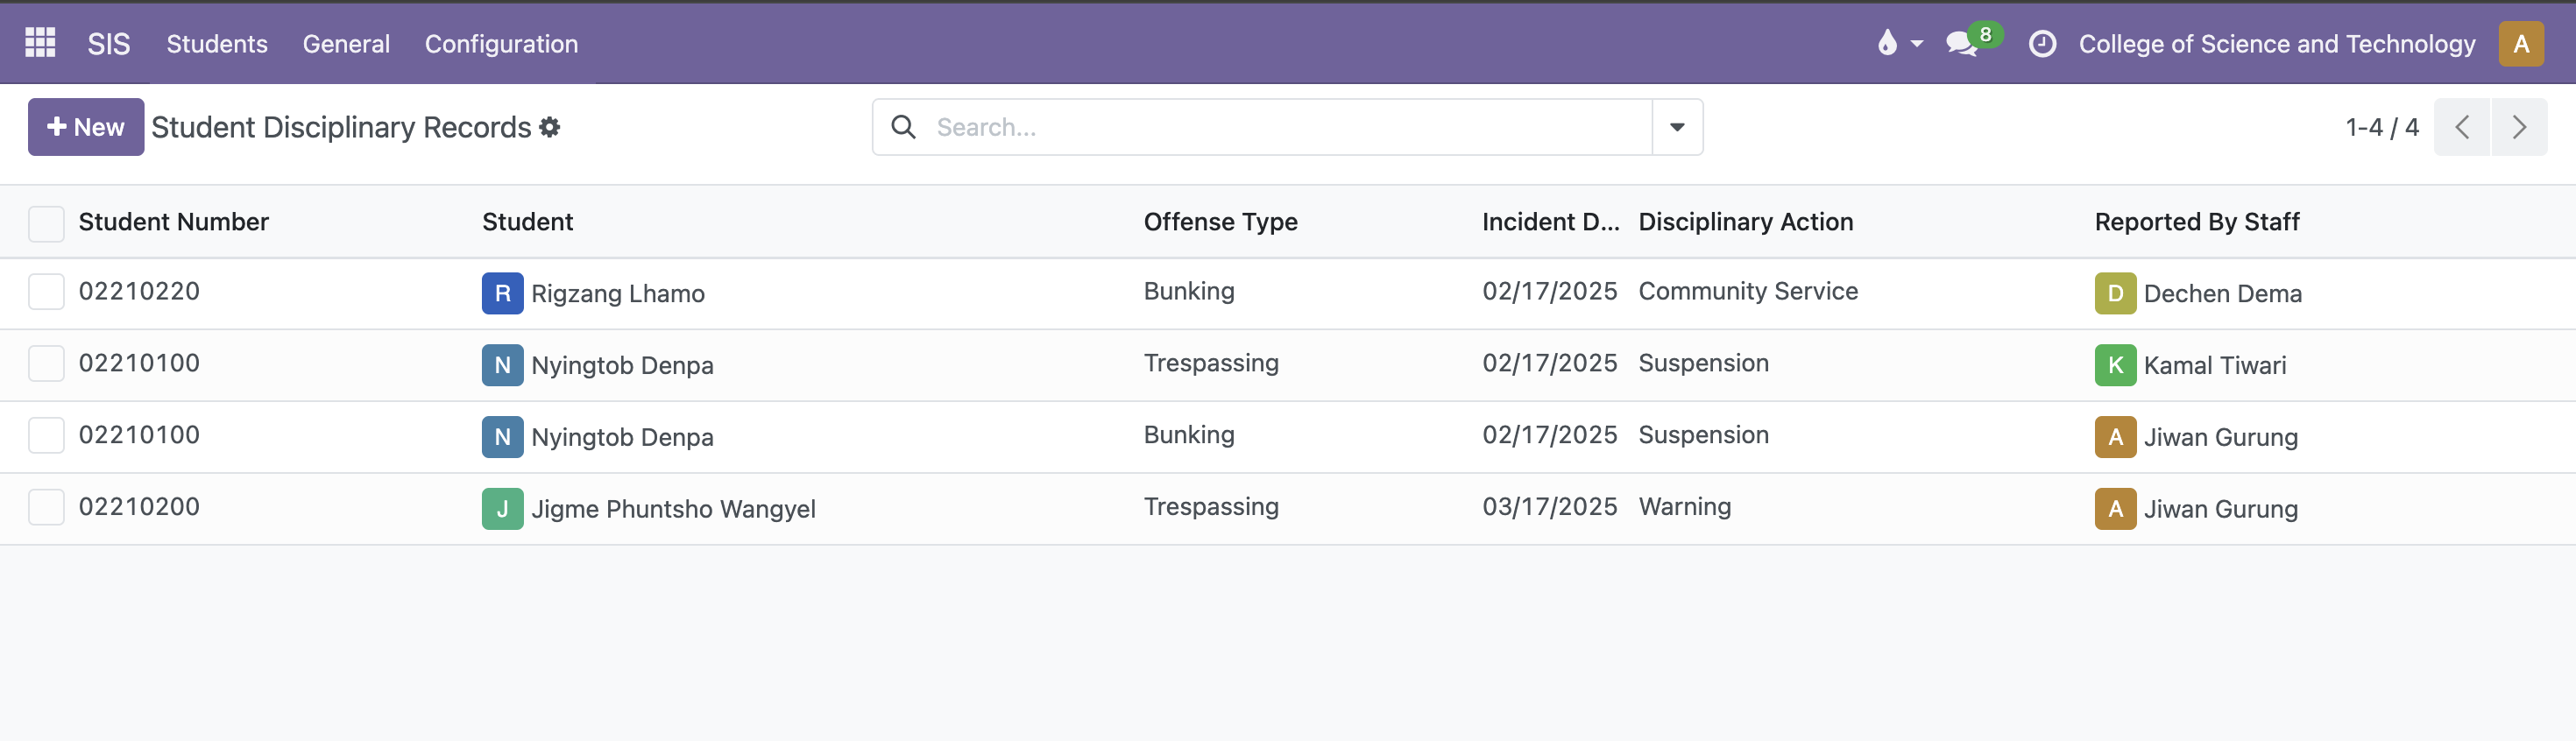 SIS Students General Configuration 8 College of Science and Technology A
New Student Disciplinary Records Search... 1-4 / 4
Student Number Student Offense Type Incident D... Disciplinary Action Reported By Staff
02210220 R Rigzang Lhamo Bunking 02/17/2025 Community Service D Dechen Dema
02210100 N Nyingtob Denpa Trespassing 02/17/2025 Suspension K Kamal Tiwari
02210100 N Nyingtob Denpa Bunking 02/17/2025 Suspension A Jiwan Gurung
02210200 J Jigme Phuntsho Wangyel Trespassing 03/17/2025 Warning A Jiwan Gurung